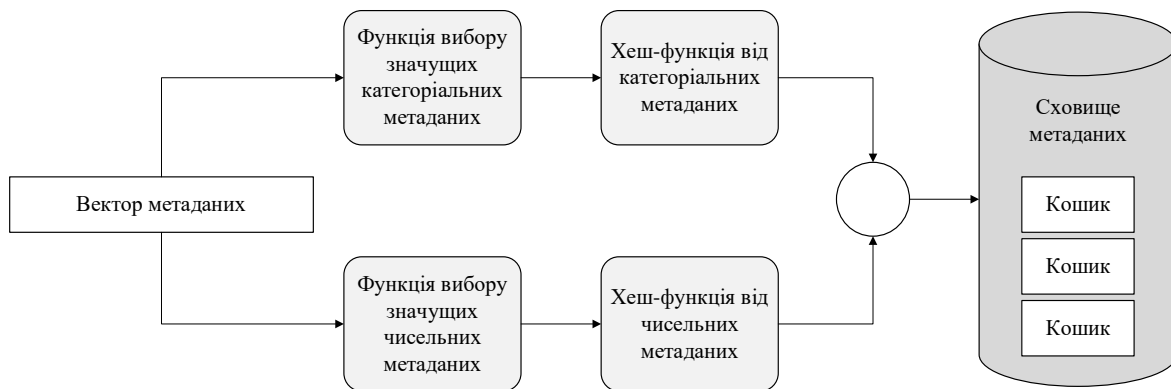 Функція вибору
значущих
категоріальних
метаданих
Хеш-функція від
категоріальних
метаданих
Сховище
метаданих
Вектор метаданих
Кошик
Кошик
Кошик
Функція вибору
значущих
чисельних
метаданих
Хеш-функція від
чисельних
метаданих